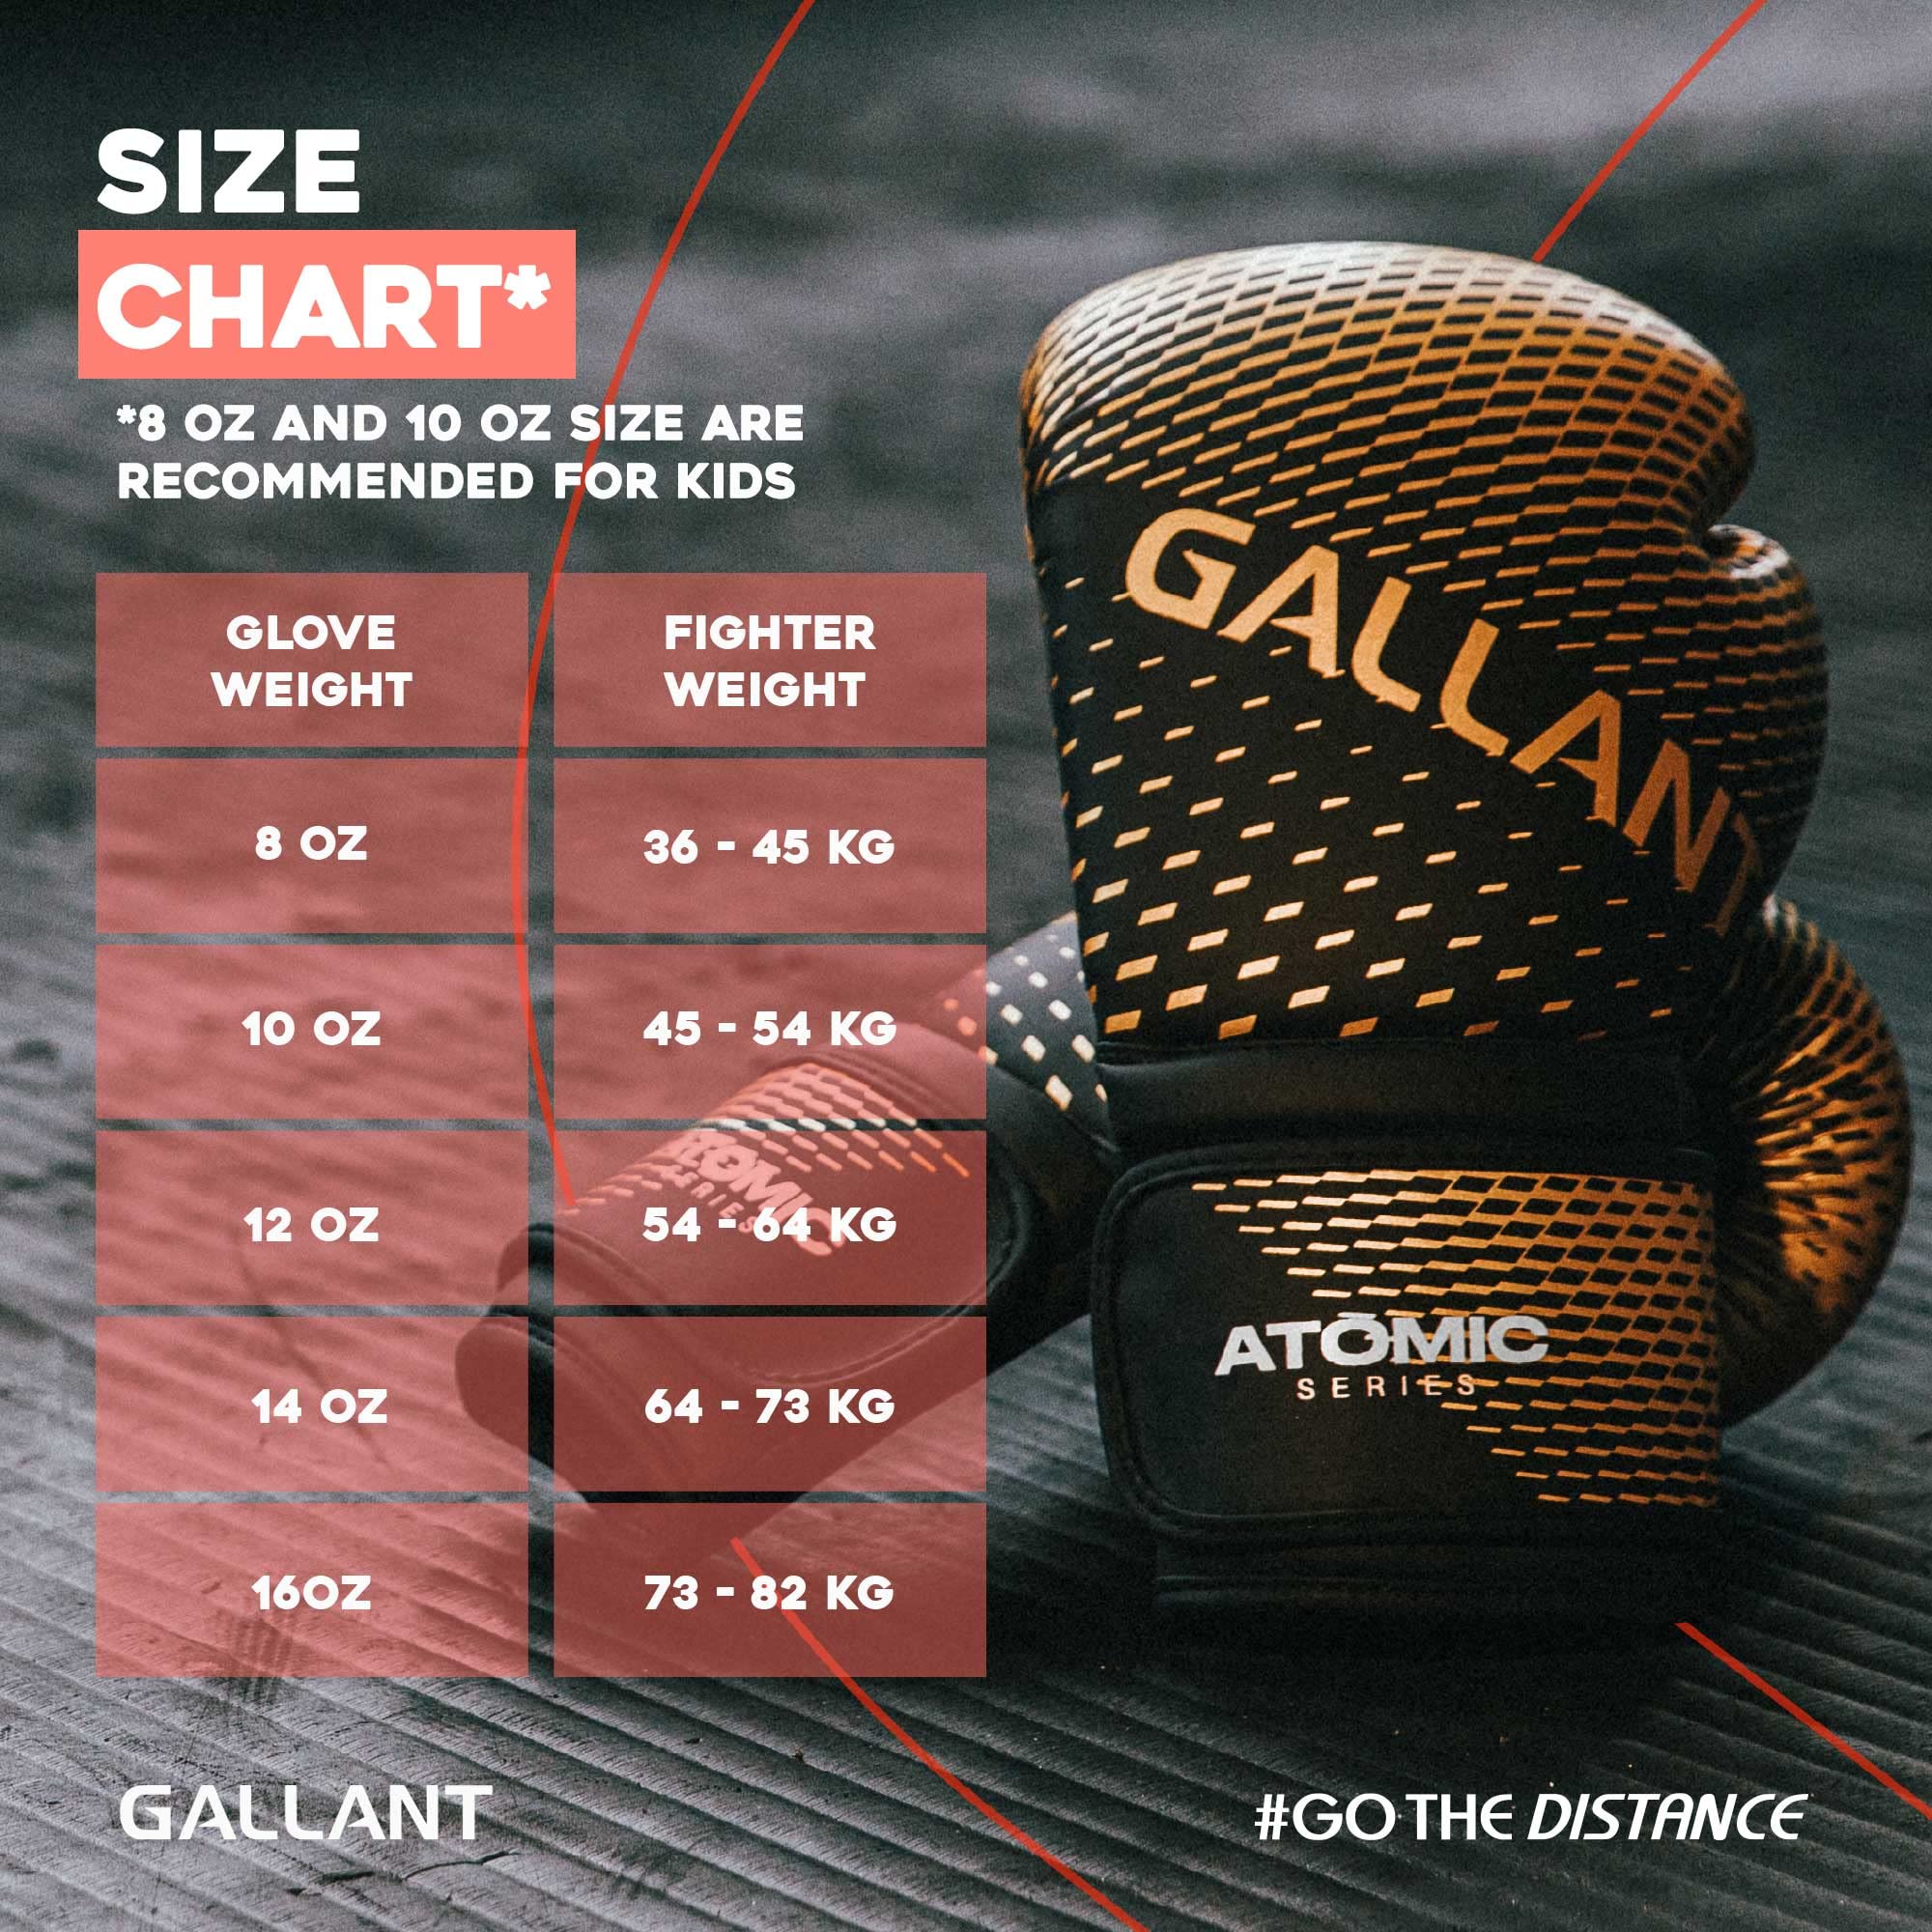 SIZE
CHART*
*8 OZ AND 10 OZ SIZE ARE
RECOMMENDED FOR KIDS
GLOVE
WEIGHT
FIGHTER
WEIGHT
8 OZ
36 - 45 KG
10 OZ
45 - 54 KG
12 OZ
54 - 64 KG
14 OZ
64 - 73 KG
16OZ
73 - 82 KG
GALLANT
ATOMIC
SERIES
ATŌMIC
SERIES
GALLANT
#GO THE DISTANCE